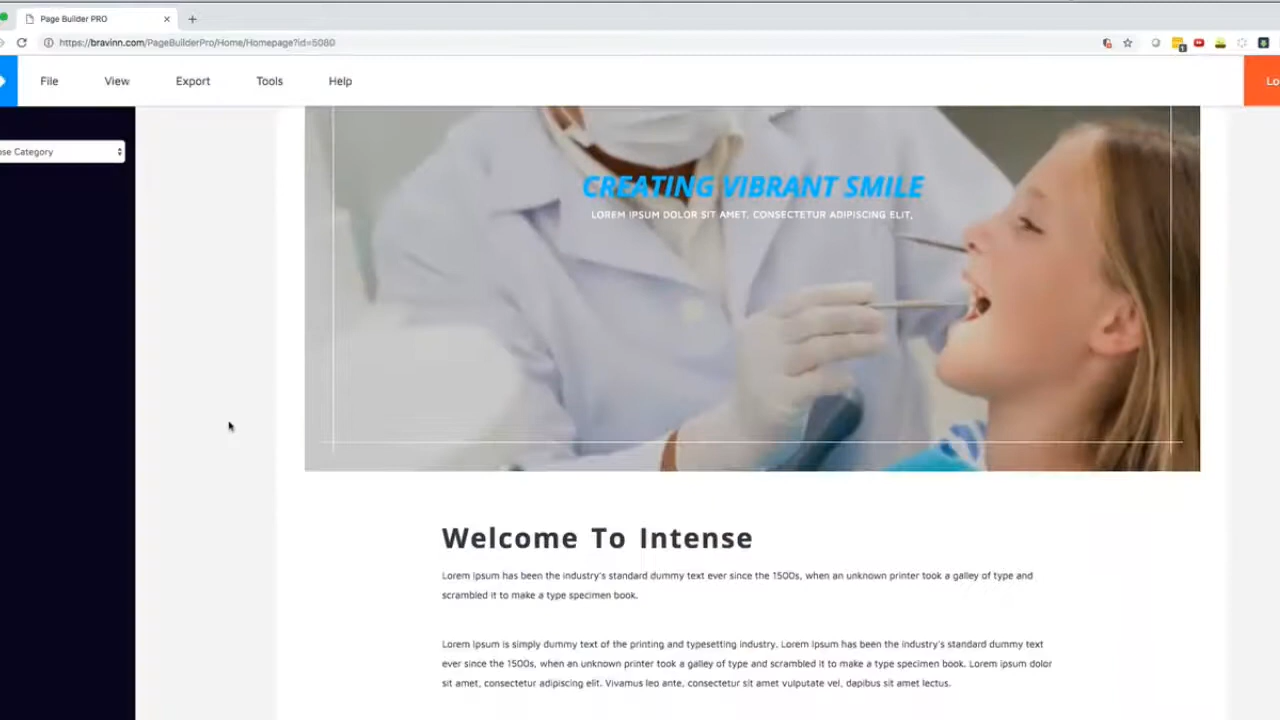 Page Builder PRO
https://bravinn.com/PageBuilderPro/Home/Homepage?id=5080
File View Export Tools Help
Category
CREATING VIBRANT SMILE
LOREM IPSUM DOLOR SIT AMET, CONSECTETUR ADIPISCING ELIT,
Welcome To Intense
Lorem Ipsum has been the industry's standard dummy text ever since the 1500s, when an unknown printer took a galley of type and
scrambled it to make a type specimen book.
Lorem Ipsum is simply dummy text of the printing and typesetting industry. Lorem Ipsum has been the industry's standard dummy text
ever since the 1500s, when an unknown printer took a galley of type and scrambled it to make a type specimen book. Lorem ipsum dolor
sit amet, consectetur adipiscing elit. Vivamus leo ante, consectetur sit amet vulputate vel, dapibus sit amet lectus.